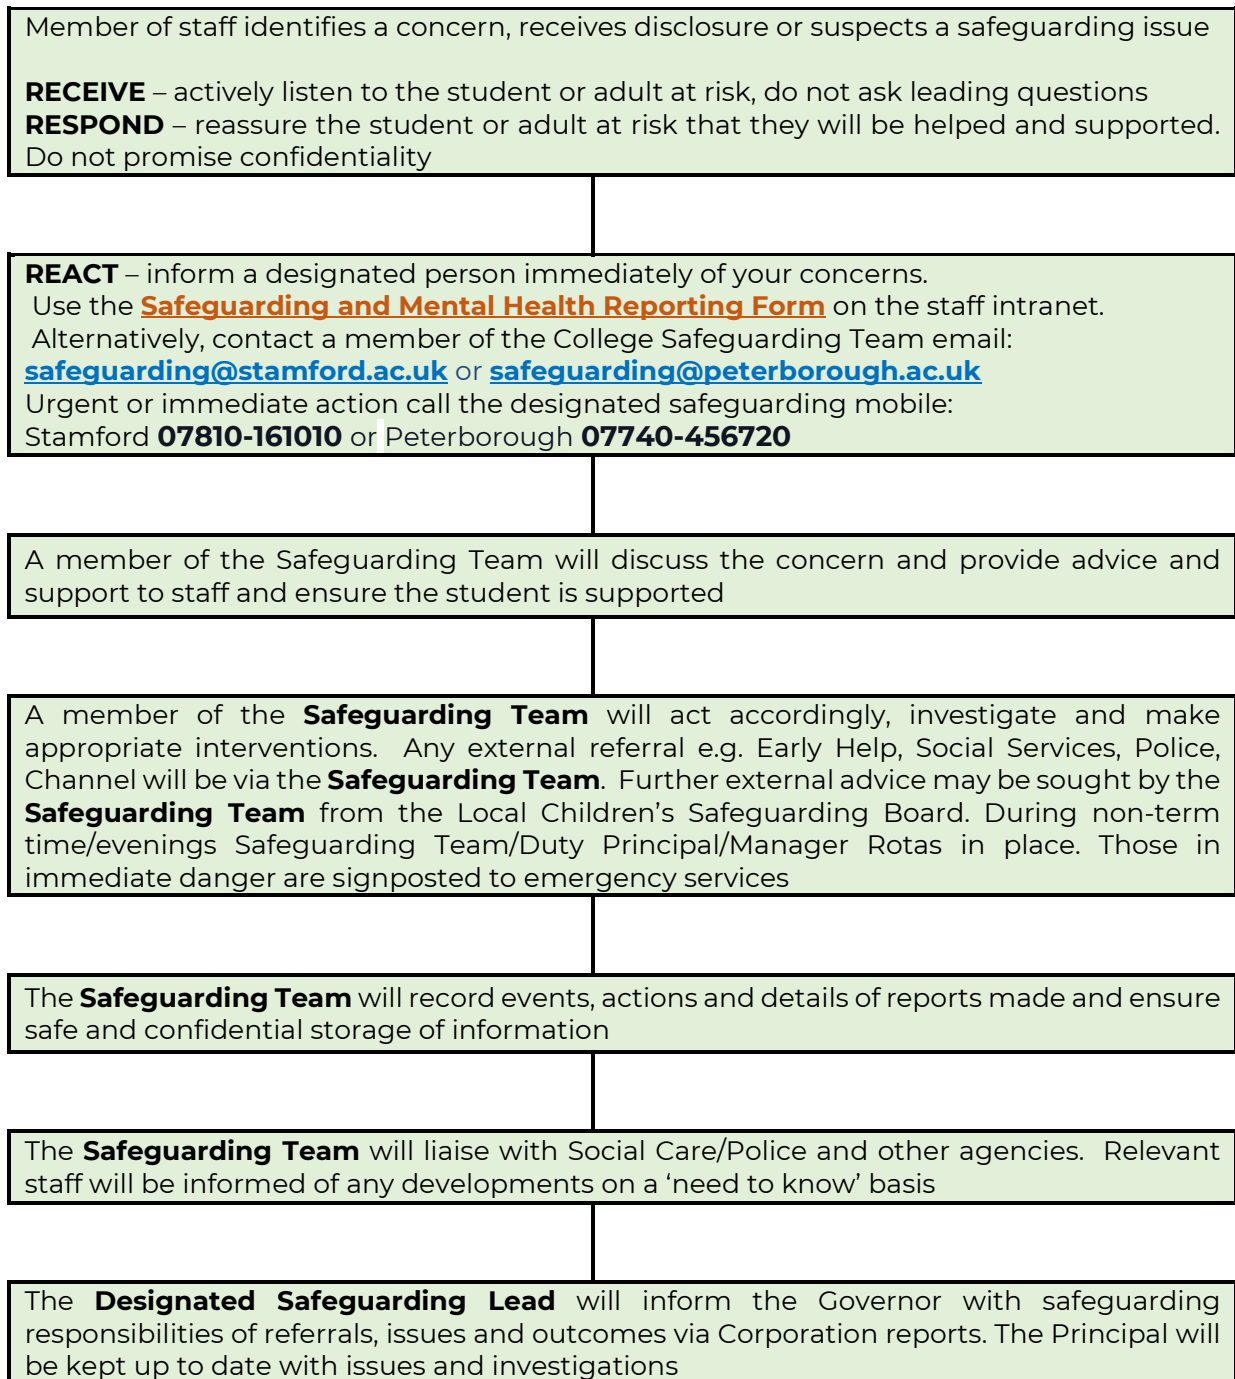 Member of staff identifies a concern, receives disclosure or suspects a safeguarding issue
RECEIVE – actively listen to the student or adult at risk, do not ask leading questions
RESPOND – reassure the student or adult at risk that they will be helped and supported.
Do not promise confidentiality
REACT – inform a designated person immediately of your concerns.
Use the Safeguarding and Mental Health Reporting Form on the staff intranet.
Alternatively, contact a member of the College Safeguarding Team email:
safeguarding@stamford.ac.uk or safeguarding@peterborough.ac.uk
Urgent or immediate action call the designated safeguarding mobile:
Stamford 07810-161010 or Peterborough 07740-456720
A member of the Safeguarding Team will discuss the concern and provide advice and
support to staff and ensure the student is supported
A member of the Safeguarding Team will act accordingly, investigate and make
appropriate interventions. Any external referral e.g. Early Help, Social Services, Police,
Channel will be via the Safeguarding Team. Further external advice may be sought by the
Safeguarding Team from the Local Children’s Safeguarding Board. During non-term
time/evenings Safeguarding Team/Duty Principal/Manager Rotas in place. Those in
immediate danger are signposted to emergency services
The Safeguarding Team will record events, actions and details of reports made and ensure
safe and confidential storage of information
The Safeguarding Team will liaise with Social Care/Police and other agencies. Relevant
staff will be informed of any developments on a ‘need to know’ basis
The Designated Safeguarding Lead will inform the Governor with safeguarding
responsibilities of referrals, issues and outcomes via Corporation reports. The Principal will
be kept up to date with issues and investigations